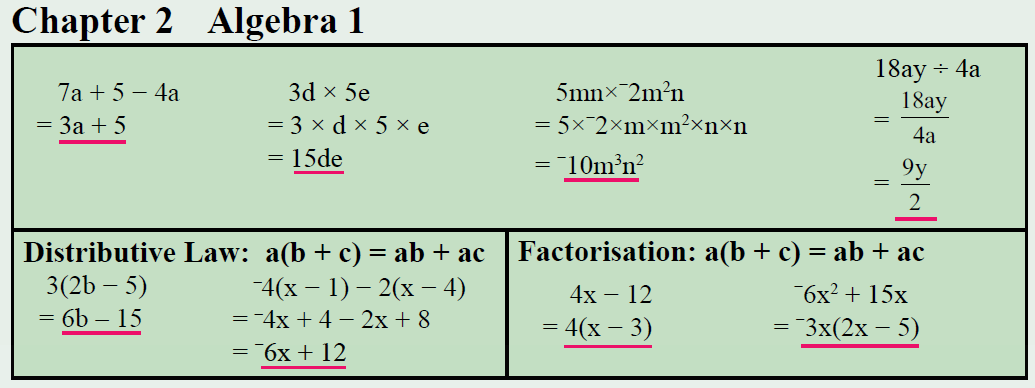 Chapter 2 Algebra 1
7a + 5 − 4a
= 3a + 5
3d × 5e
= 3 × d × 5 × e
= 15de
5mn×⁻2m²n
= 5×⁻2×m×m²×n×n
= ⁻10m³n²
18ay ÷ 4a
= 18ay
4a
= 9y
2
Distributive Law: a(b + c) = ab + ac
3(2b − 5)
= 6b − 15
⁻4(x − 1) − 2(x − 4)
= ⁻4x + 4 − 2x + 8
= ⁻6x + 12
Factorisation: a(b + c) = ab + ac
4x − 12
= 4(x − 3)
⁻6x² + 15x
= ⁻3x(2x − 5)